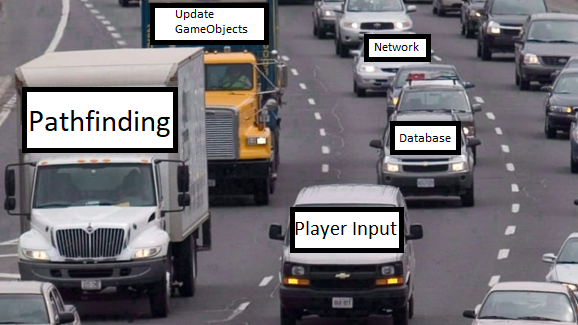 Update
GameObjects
Network
Pathfinding
Database
Player Input